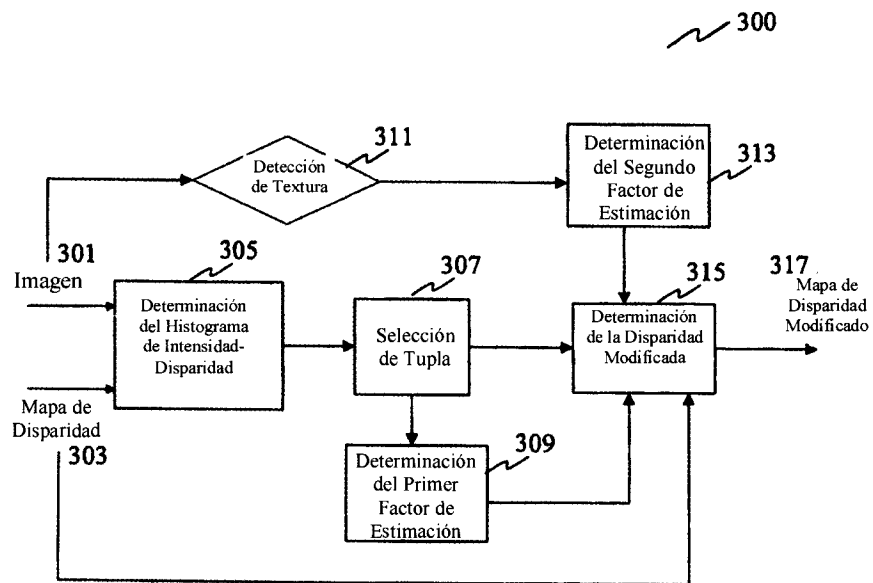 300
311
Detección
de Textura
Determinación
del Segundo
Factor de
Estimación
313
301
Imagen
305
Determinación
del Histograma
de Intensidad-
Disparidad
307
Selección
de Tupla
315
Determinación
de la Disparidad
Modificada
317
Mapa de
Disparidad
Modificado
Mapa de
Disparidad
303
309
Determinación
del Primer
Factor de
Estimación